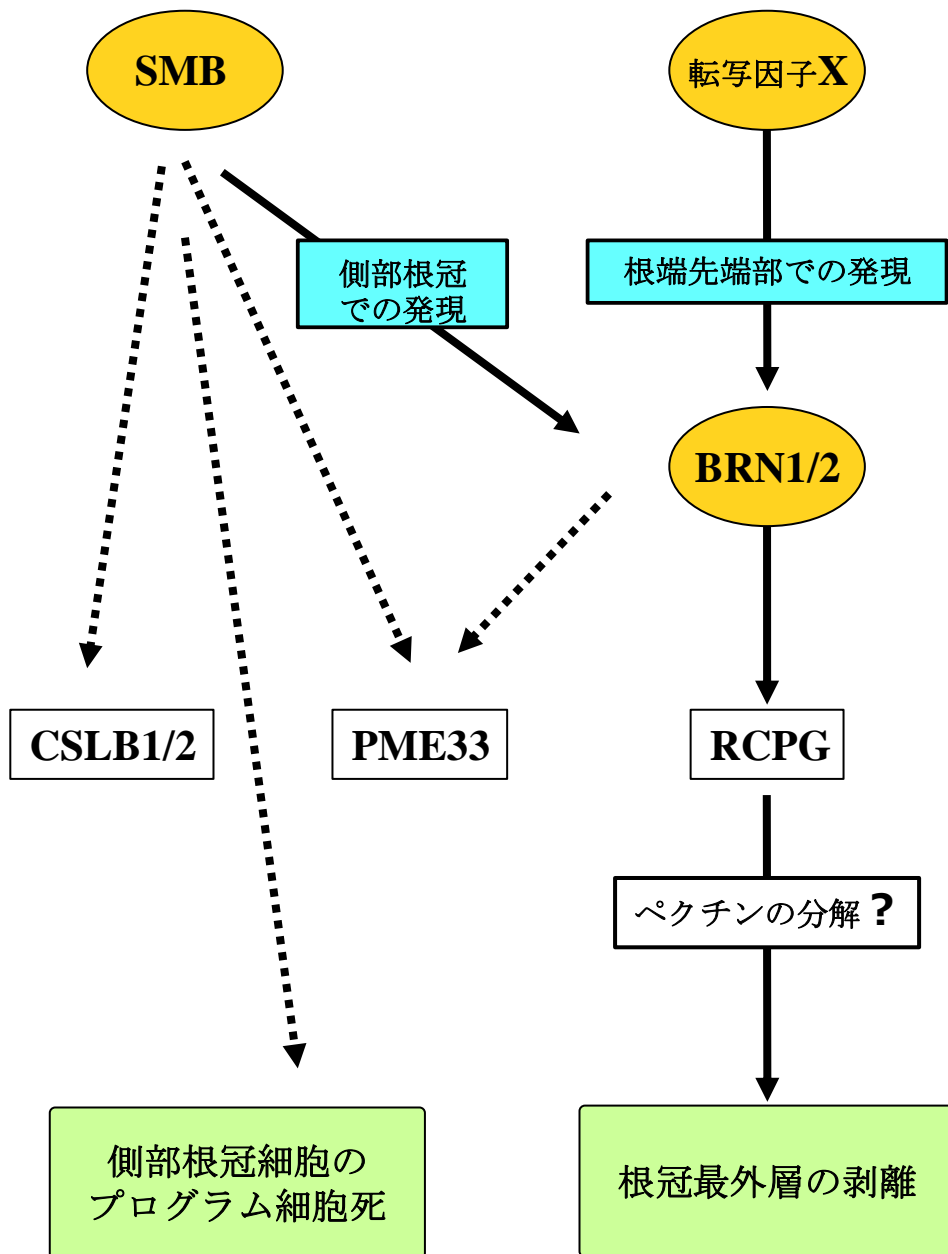 SMB
転写因子X
側部根冠
での発現
根端先端部での発現
BRN1/2
CSLB1/2
PME33
RCPG
ペクチンの分解？
側部根冠細胞の
プログラム細胞死
根冠最外層の剥離